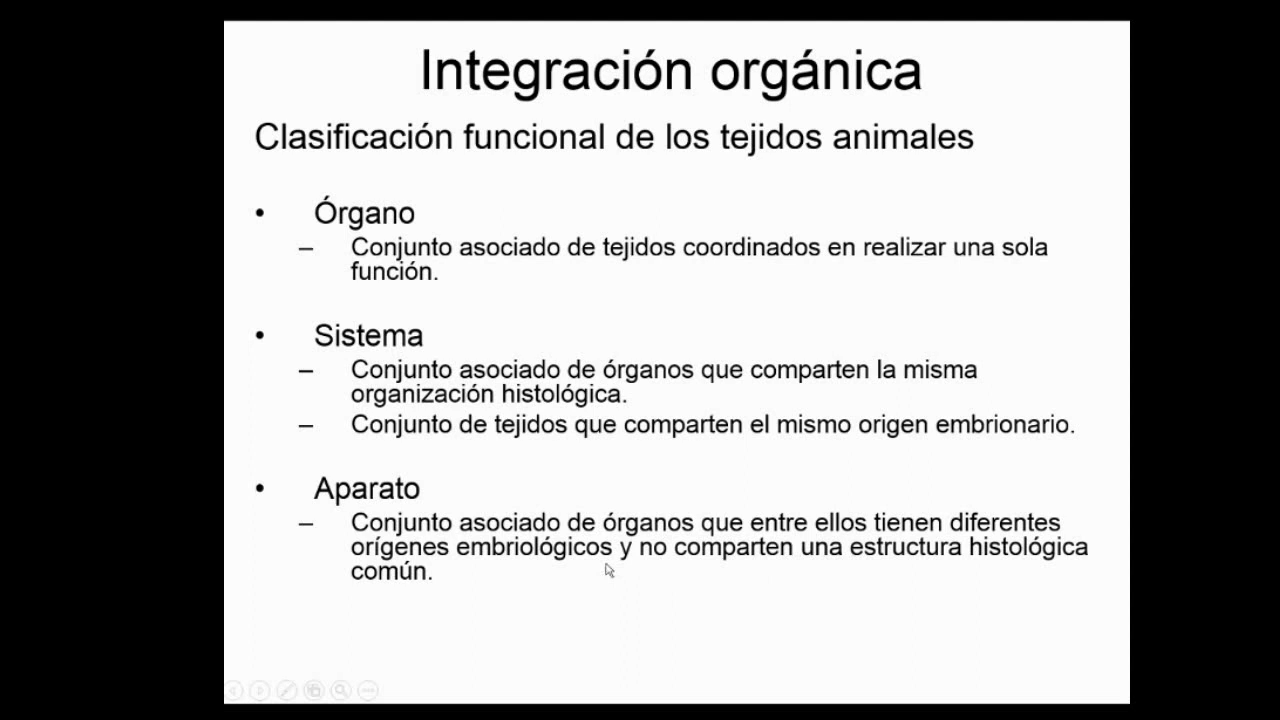 Integración orgánica
Clasificación funcional de los tejidos animales
• Órgano
– Conjunto asociado de tejidos coordinados en realizar una sola
función.
• Sistema
– Conjunto asociado de órganos que comparten la misma
organización histológica.
– Conjunto de tejidos que comparten el mismo origen embrionario.
• Aparato
– Conjunto asociado de órganos que entre ellos tienen diferentes
orígenes embriológicos y no comparten una estructura histológica
común.